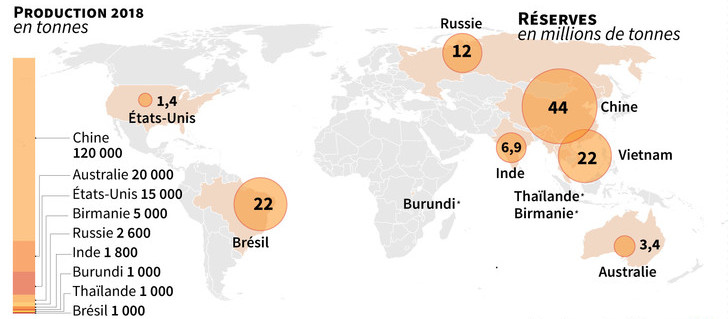 PRODUCTION 2018
en tonnes
Chine
120 000
Australie 20 000
États-Unis 15 000
Birmanie 5 000
Russie 2 600
Inde 1 800
Burundi 1 000
Thaïlande 1 000
Brésil 1 000
RÉSERVES
en millions de tonnes
Russie
12
1,4
États-Unis
44
Chine
6,9
Inde
22
Vietnam
Thaïlande*
Birmanie*
Burundi*
22
Brésil
3,4
Australie